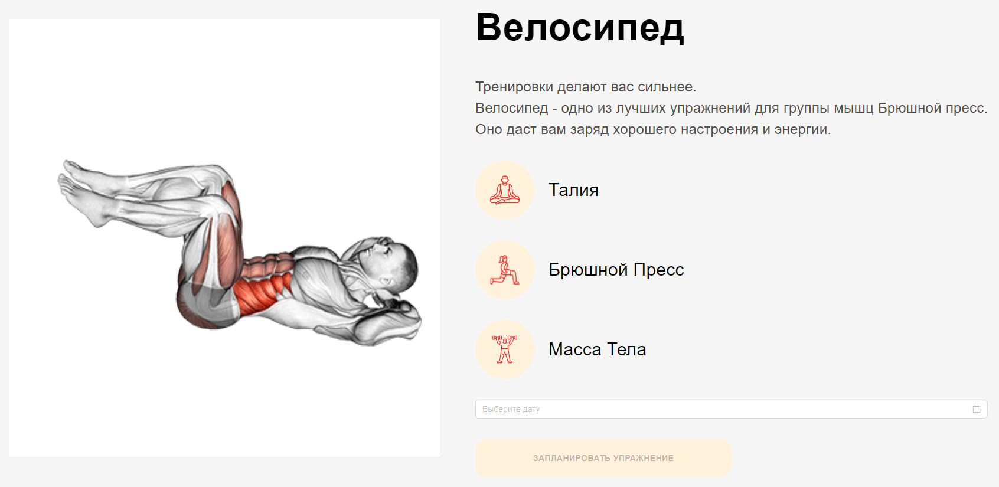 Велосипед
Тренировки делают вас сильнее.
Велосипед - одно из лучших упражнений для группы мышц Брюшной пресс.
Оно даст вам заряд хорошего настроения и энергии.
Талия
Брюшной Пресс
Масса Тела
Выберите дату
ЗАПЛАНИРОВАТЬ УПРАЖНЕНИЕ